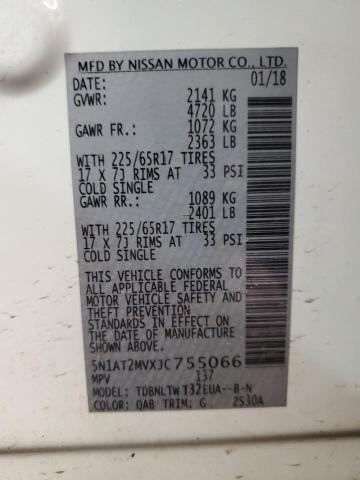 MFD BY NISSAN MOTOR CO., LTD.
DATE: 01/18
GVWR: 2141 KG
4720 LB
GAWR FR.: 1072 KG
2363 LB
WITH 225/65R17 TIRES
17 X 7J RIMS AT 33 PSI
COLD SINGLE
GAWR RR.: 1089 KG
2401 LB
WITH 225/65R17 TIRES
17 X 7J RIMS AT 33 PSI
COLD SINGLE
THIS VEHICLE CONFORMS TO
ALL APPLICABLE FEDERAL
MOTOR VEHICLE SAFETY
STANDARDS IN EFFECT ON
THE DATE OF MANUFACTURE
SHOWN ABOVE.
5N1AT2MVXJC755066
MPV 137
MODEL: TDBNLTW T32EUA--B-N
COLOR: QAB TRIM: G ZS30A